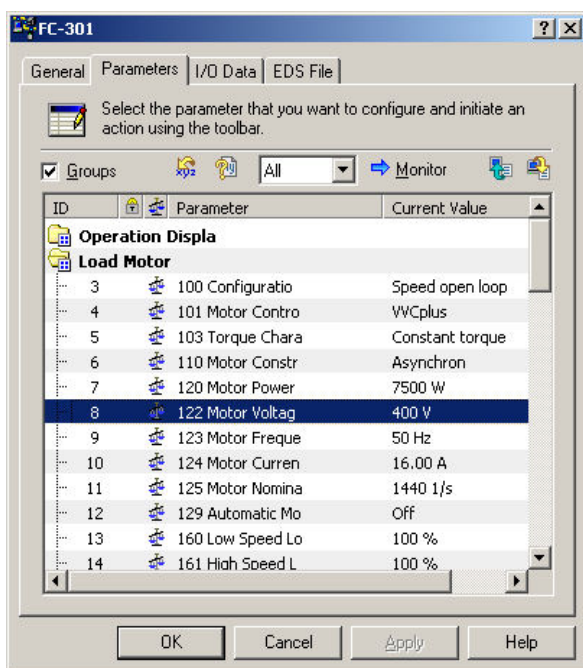 FC-301
General Parameters I/O Data EDS File
Select the parameter that you want to configure and initiate an
action using the toolbar.
Groups xyz All Monitor
ID Parameter Current Value
Operation Displa
Load Motor
3 100 Configuratio Speed open loop
4 101 Motor Contro VVCplus
5 103 Torque Chara Constant torque
6 110 Motor Constr Asynchron
7 120 Motor Power 7500 W
8 122 Motor Voltag 400 V
9 123 Motor Freque 50 Hz
10 124 Motor Curren 16.00 A
11 125 Motor Nomina 1440 1/s
12 129 Automatic Mo Off
13 160 Low Speed Lo 100 %
14 161 High Speed L 100 %
OK Cancel Apply Help